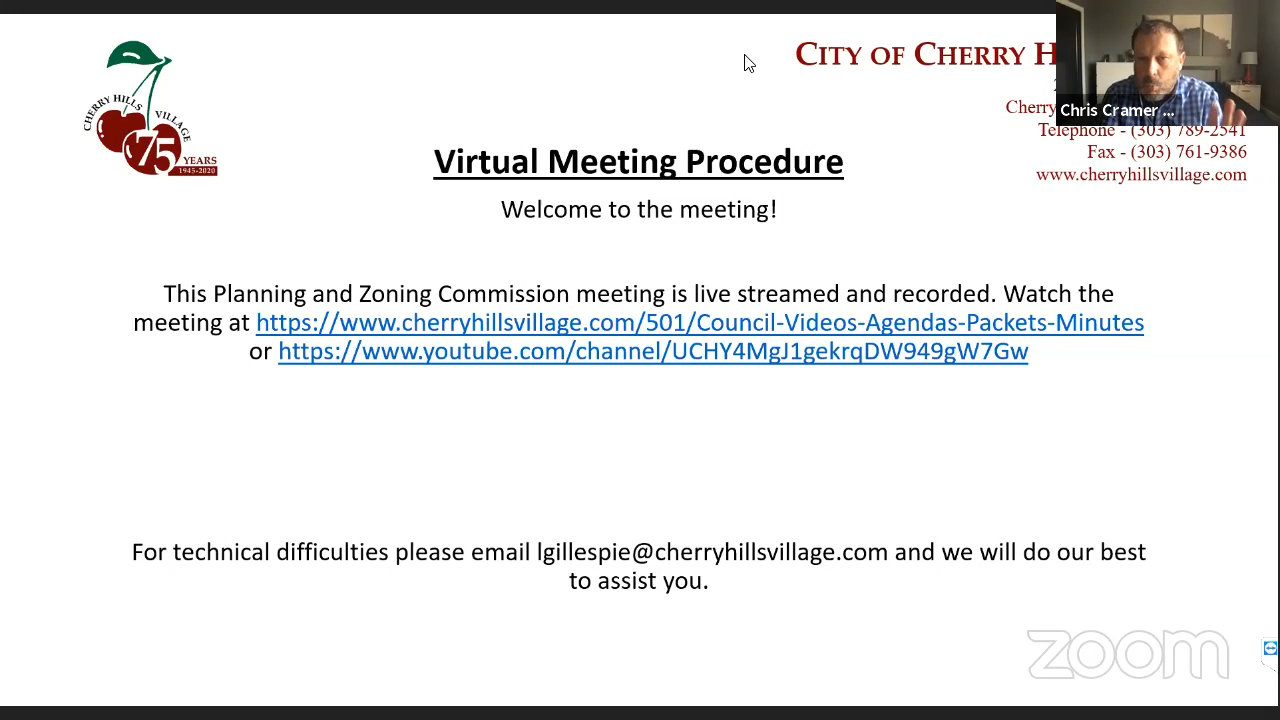 CITY OF CHERRY
Cherry
Telephone - (303) 789-2541
Fax - (303) 761-9386
www.cherryhillsvillage.com
Chris Cramer ...
CHERRY HILLS VILLAGE
75 YEARS
1945-2020
Virtual Meeting Procedure
Welcome to the meeting!
This Planning and Zoning Commission meeting is live streamed and recorded. Watch the
meeting at https://www.cherryhillsvillage.com/501/Council-Videos-Agendas-Packets-Minutes
or https://www.youtube.com/channel/UCHY4MgJ1gekrqDW949gW7Gw
For technical difficulties please email lgillespie@cherryhillsvillage.com and we will do our best
to assist you.
zoom